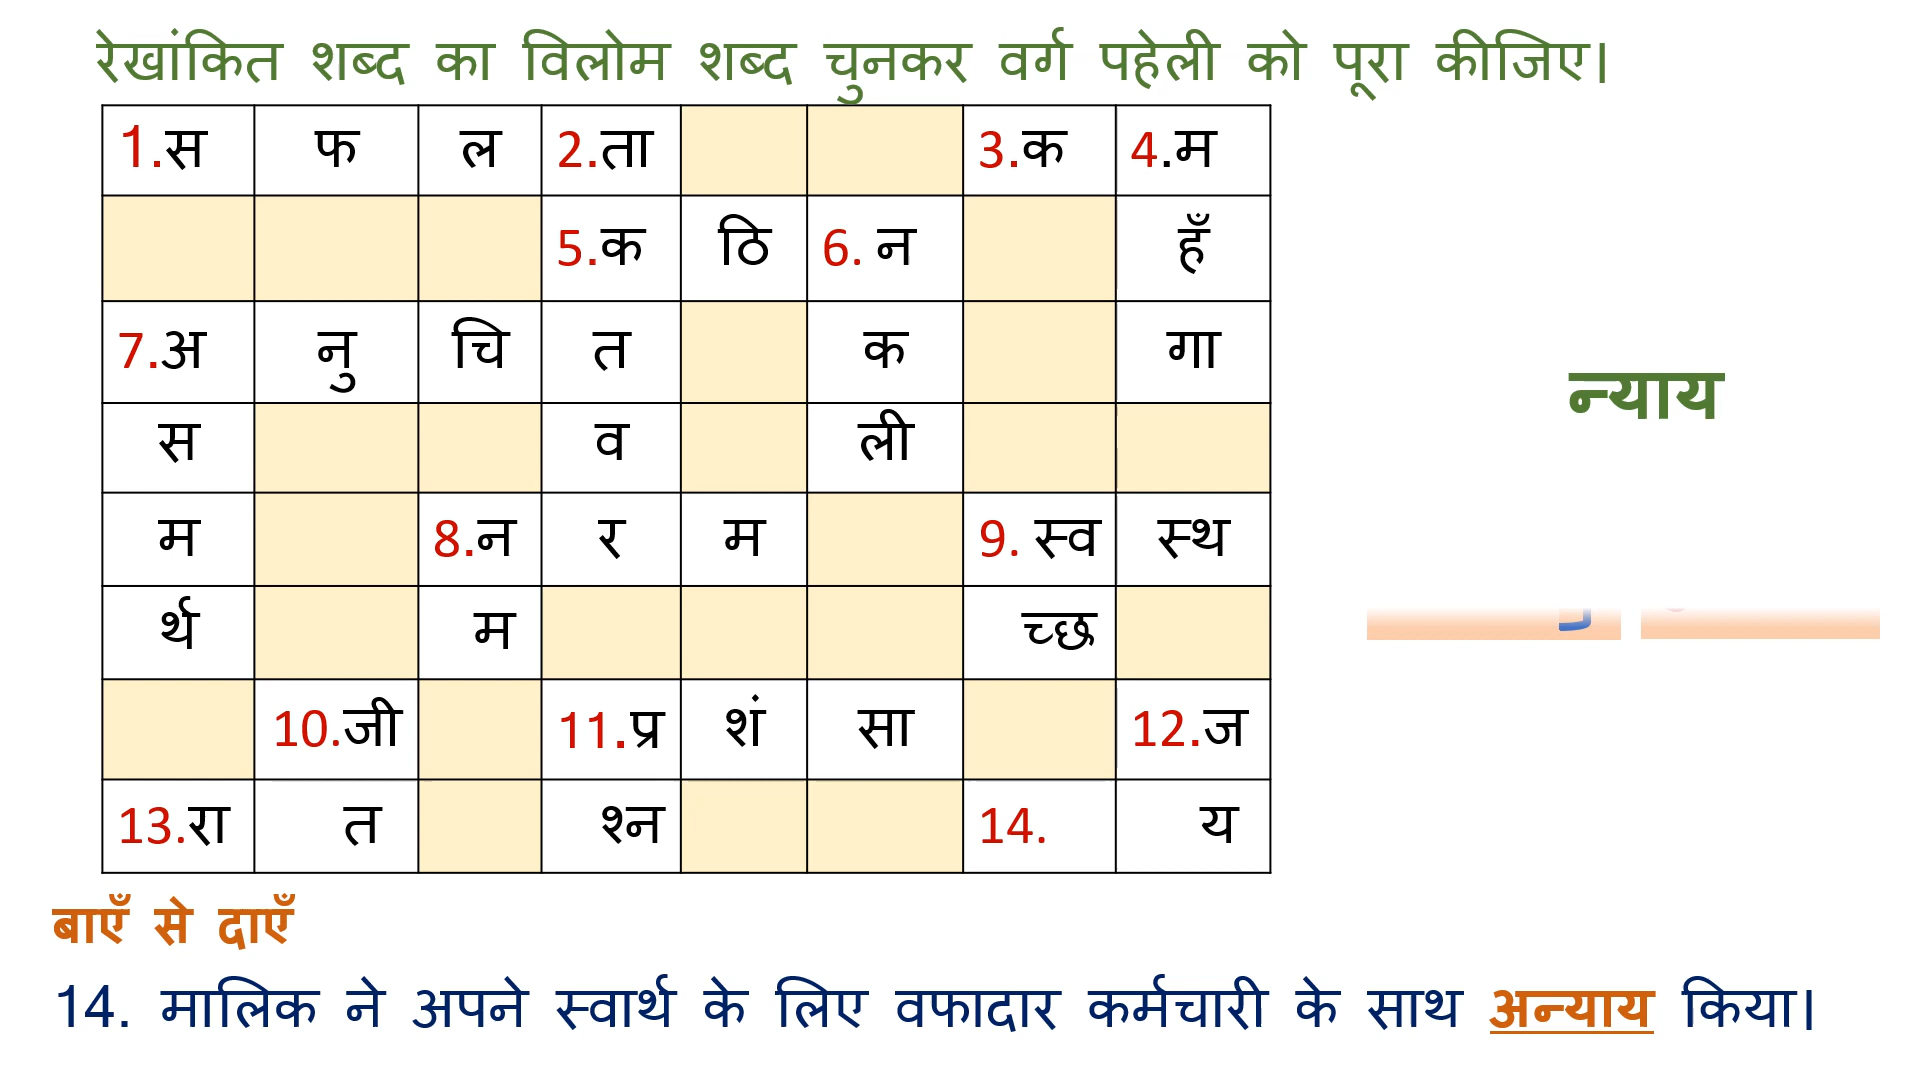 रेखांकित शब्द का विलोम शब्द चुनकर वर्ग पहेली को पूरा कीजिए।
1.स फ ल 2.ता 3.क 4.म
5.क ठि 6. न हँ
7.अ नु चि त क गा
न्याय
स व ली
म 8.न र म 9. स्व स्थ
र्थ म च्छ
10.जी 11.प्र शं सा 12.ज
13.रा त श्न 14. य
बाएँ से दाएँ
14. मालिक ने अपने स्वार्थ के लिए वफादार कर्मचारी के साथ अन्याय किया।